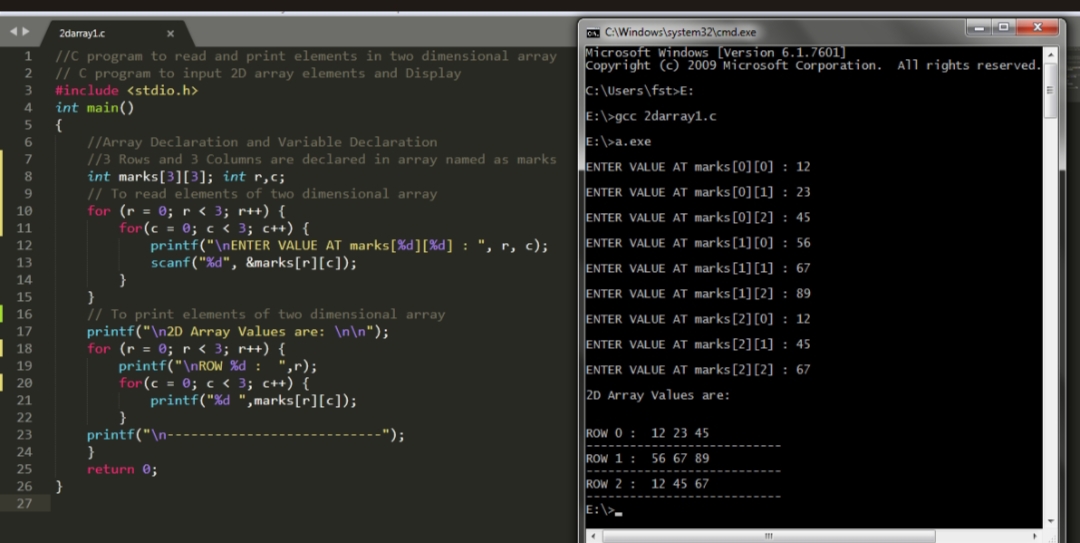 2darray1.c ×
1 //C program to read and print elements in two dimensional array
2 // C program to input 2D array elements and Display
3 #include <stdio.h>
4 int main()
5 {
6 //Array Declaration and Variable Declaration
7 //3 Rows and 3 Columns are declared in array named as marks
8 int marks[3][3]; int r,c;
9 // To read elements of two dimensional array
10 for (r = 0; r < 3; r++) {
11 for(c = 0; c < 3; c++) {
12 printf("\nENTER VALUE AT marks[%d][%d] : ", r, c);
13 scanf("%d", &marks[r][c]);
14 }
15 }
16 // To print elements of two dimensional array
17 printf("\n2D Array Values are: \n\n");
18 for (r = 0; r < 3; r++) {
19 printf("\nROW %d :  ",r);
20 for(c = 0; c < 3; c++) {
21 printf("%d ",marks[r][c]);
22 }
23 printf("\n---------------------------");
24 }
25 return 0;
26 }
27
C:\Windows\system32\cmd.exe
Microsoft Windows [Version 6.1.7601]
Copyright (c) 2009 Microsoft Corporation.  All rights reserved.
C:\Users\fst>E:
E:\>gcc 2darray1.c
E:\>a.exe
ENTER VALUE AT marks[0][0] : 12
ENTER VALUE AT marks[0][1] : 23
ENTER VALUE AT marks[0][2] : 45
ENTER VALUE AT marks[1][0] : 56
ENTER VALUE AT marks[1][1] : 67
ENTER VALUE AT marks[1][2] : 89
ENTER VALUE AT marks[2][0] : 12
ENTER VALUE AT marks[2][1] : 45
ENTER VALUE AT marks[2][2] : 67
2D Array Values are:
ROW 0 :  12 23 45
---------------------------
ROW 1 :  56 67 89
---------------------------
ROW 2 :  12 45 67
---------------------------
E:\>_